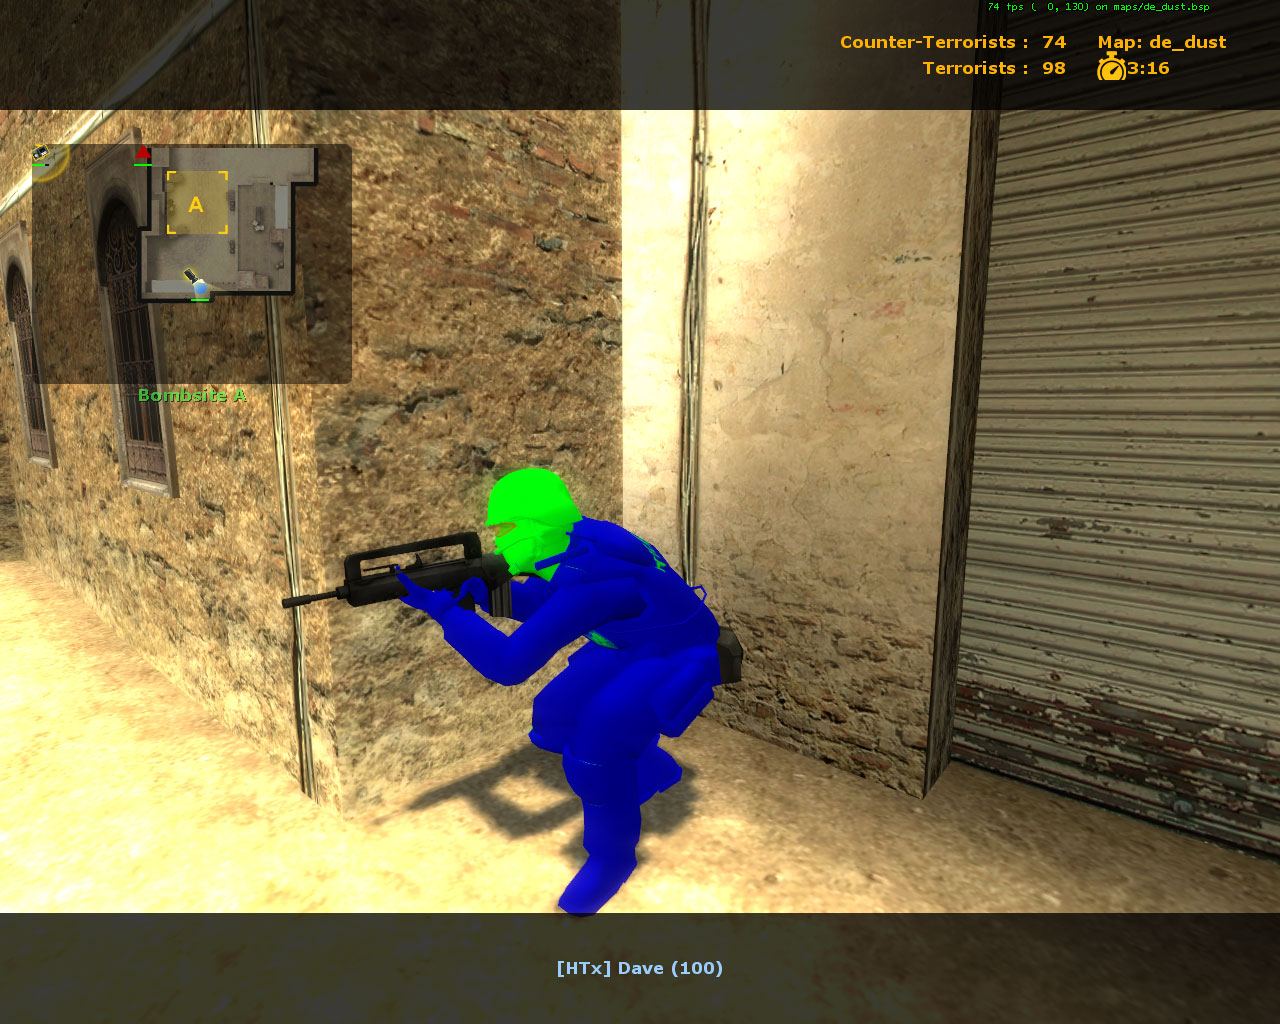 74 fps (  0, 130) on maps/de_dust.bsp
Counter-Terrorists :  74  Map: de_dust
Terrorists :  98  3:16
A
Bombsite A
[HTx] Dave (100)